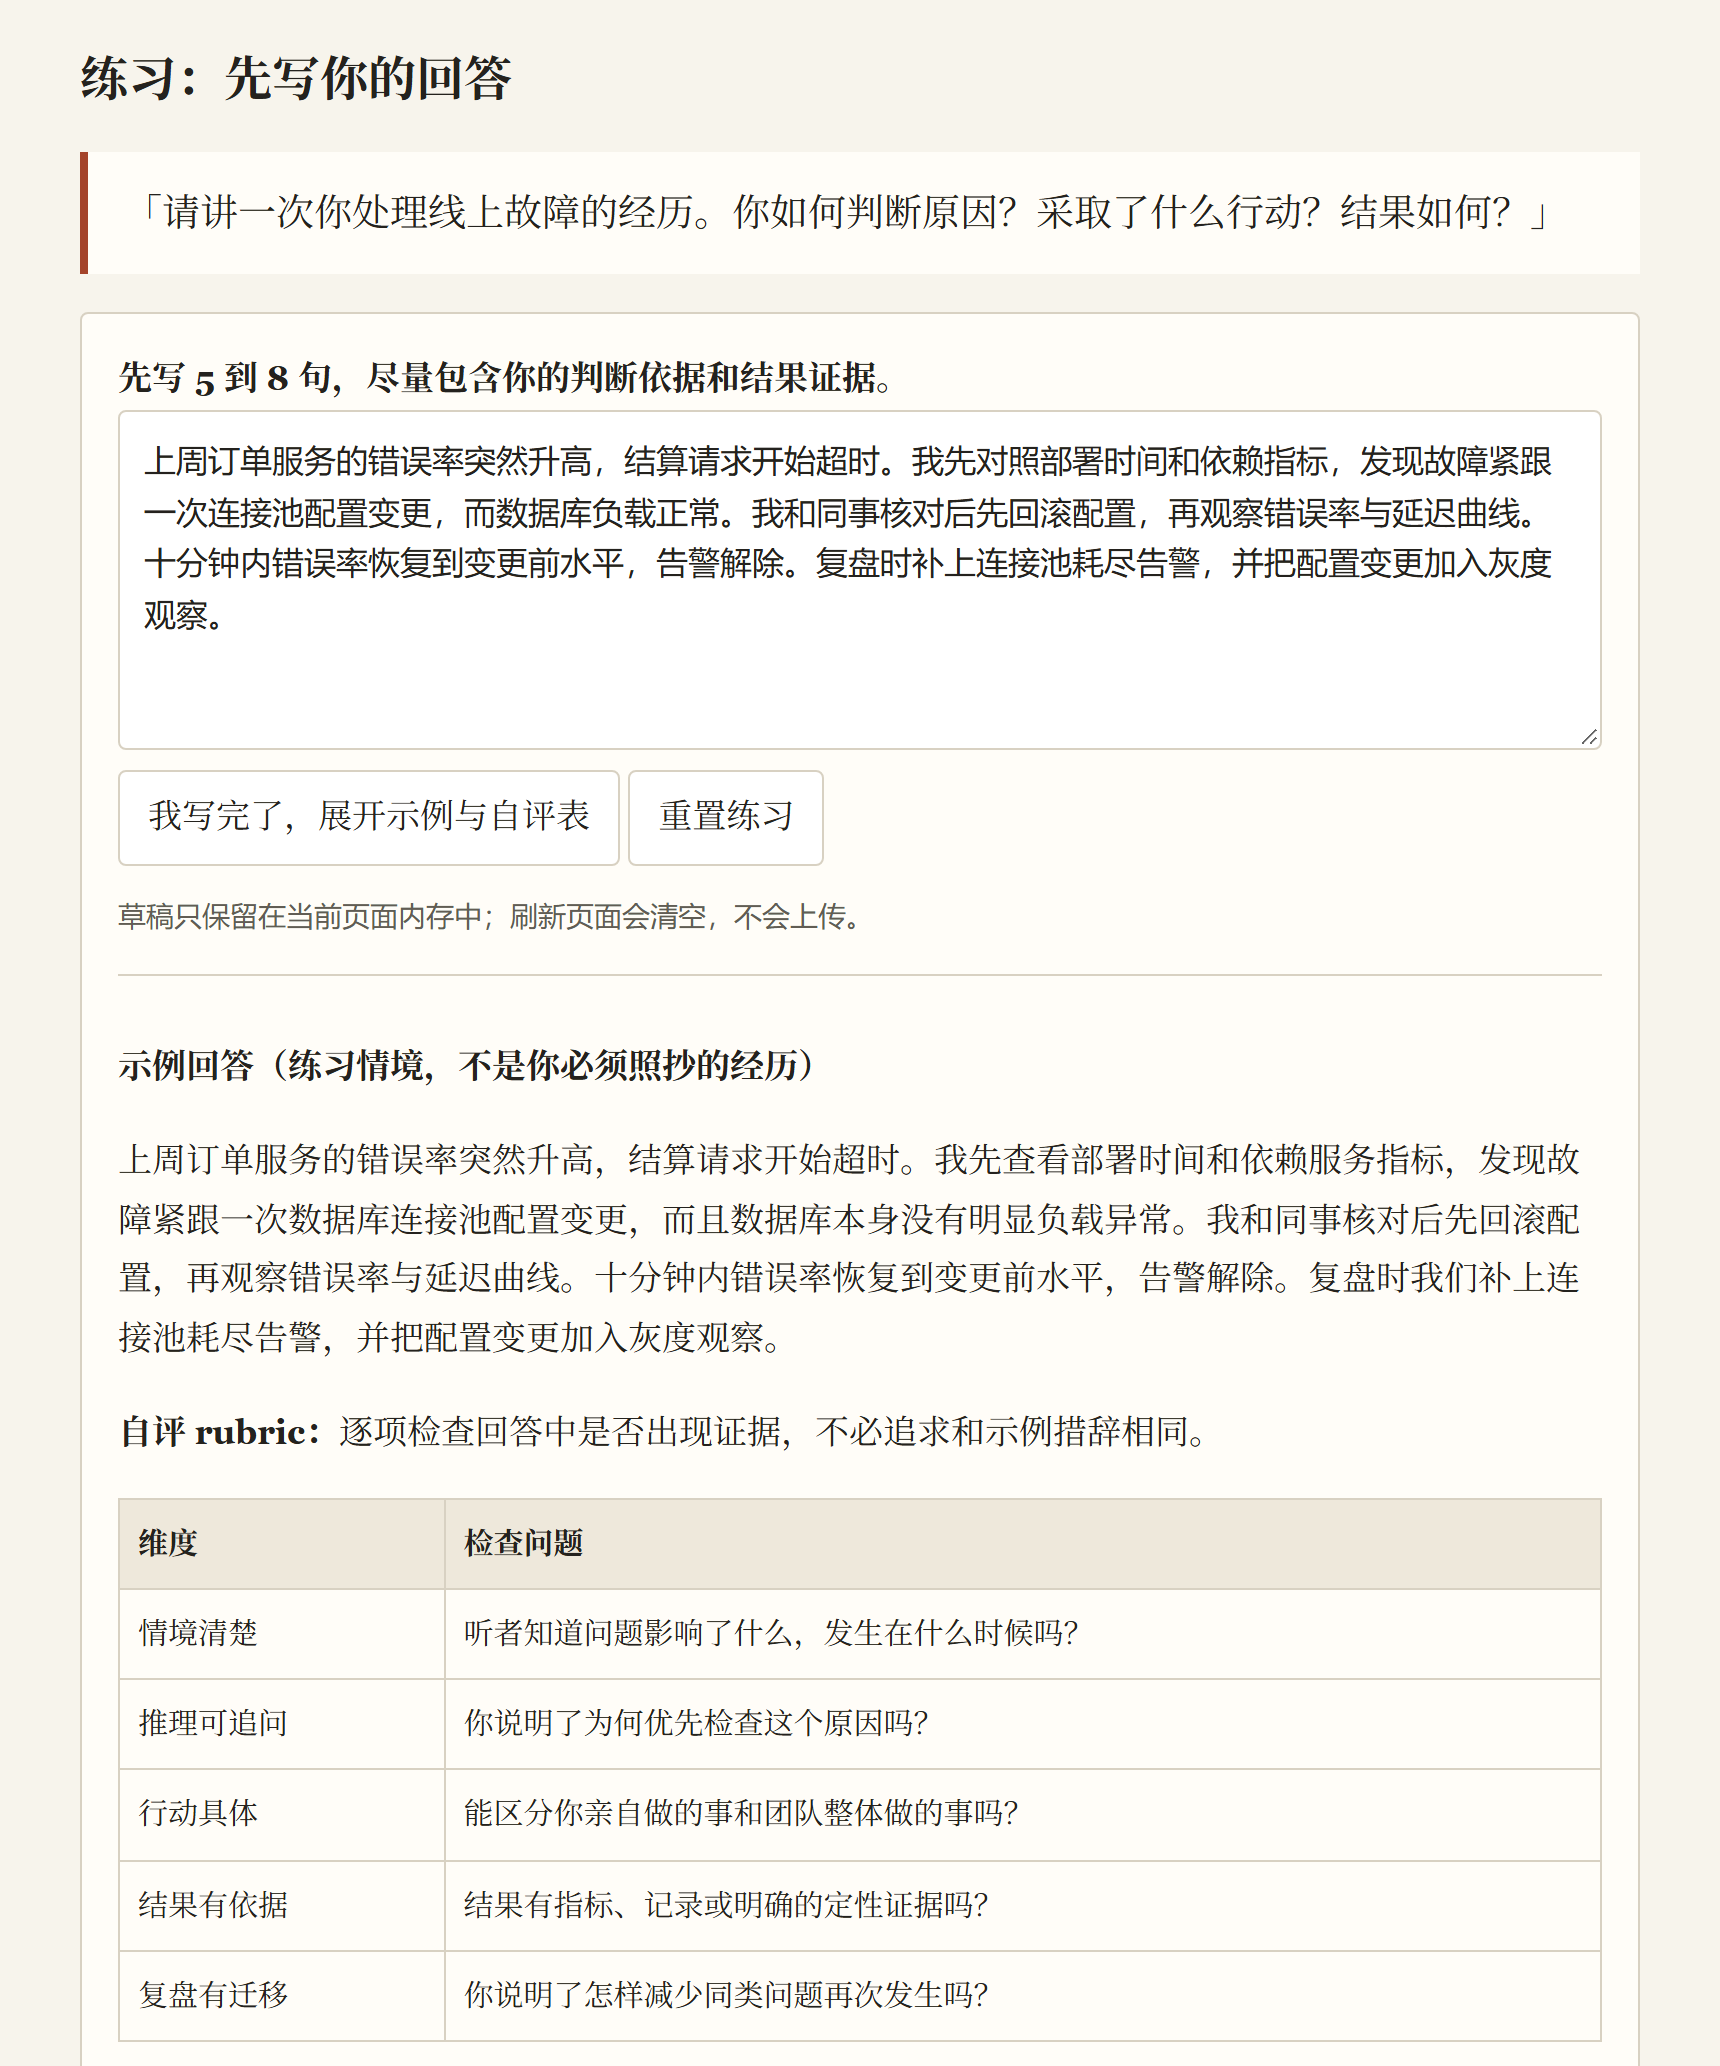 练习：先写你的回答
「请讲一次你处理线上故障的经历。你如何判断原因？采取了什么行动？结果如何？」
先写 5 到 8 句，尽量包含你的判断依据和结果证据。
上周订单服务的错误率突然升高，结算请求开始超时。我先对照部署时间和依赖指标，发现故障紧跟
一次连接池配置变更，而数据库负载正常。我和同事核对后先回滚配置，再观察错误率与延迟曲线。
十分钟内错误率恢复到变更前水平，告警解除。复盘时补上连接池耗尽告警，并把配置变更加入灰度
观察。
我写完了，展开示例与自评表 重置练习
草稿只保留在当前页面内存中；刷新页面会清空，不会上传。
示例回答（练习情境，不是你必须照抄的经历）
上周订单服务的错误率突然升高，结算请求开始超时。我先查看部署时间和依赖服务指标，发现故
障紧跟一次数据库连接池配置变更，而且数据库本身没有明显负载异常。我和同事核对后先回滚配
置，再观察错误率与延迟曲线。十分钟内错误率恢复到变更前水平，告警解除。复盘时我们补上连
接池耗尽告警，并把配置变更加入灰度观察。
自评 rubric：逐项检查回答中是否出现证据，不必追求和示例措辞相同。
维度 检查问题
情境清楚 听者知道问题影响了什么，发生在什么时候吗？
推理可追问 你说明了为何优先检查这个原因吗？
行动具体 能区分你亲自做的事和团队整体做的事吗？
结果有依据 结果有指标、记录或明确的定性证据吗？
复盘有迁移 你说明了怎样减少同类问题再次发生吗？